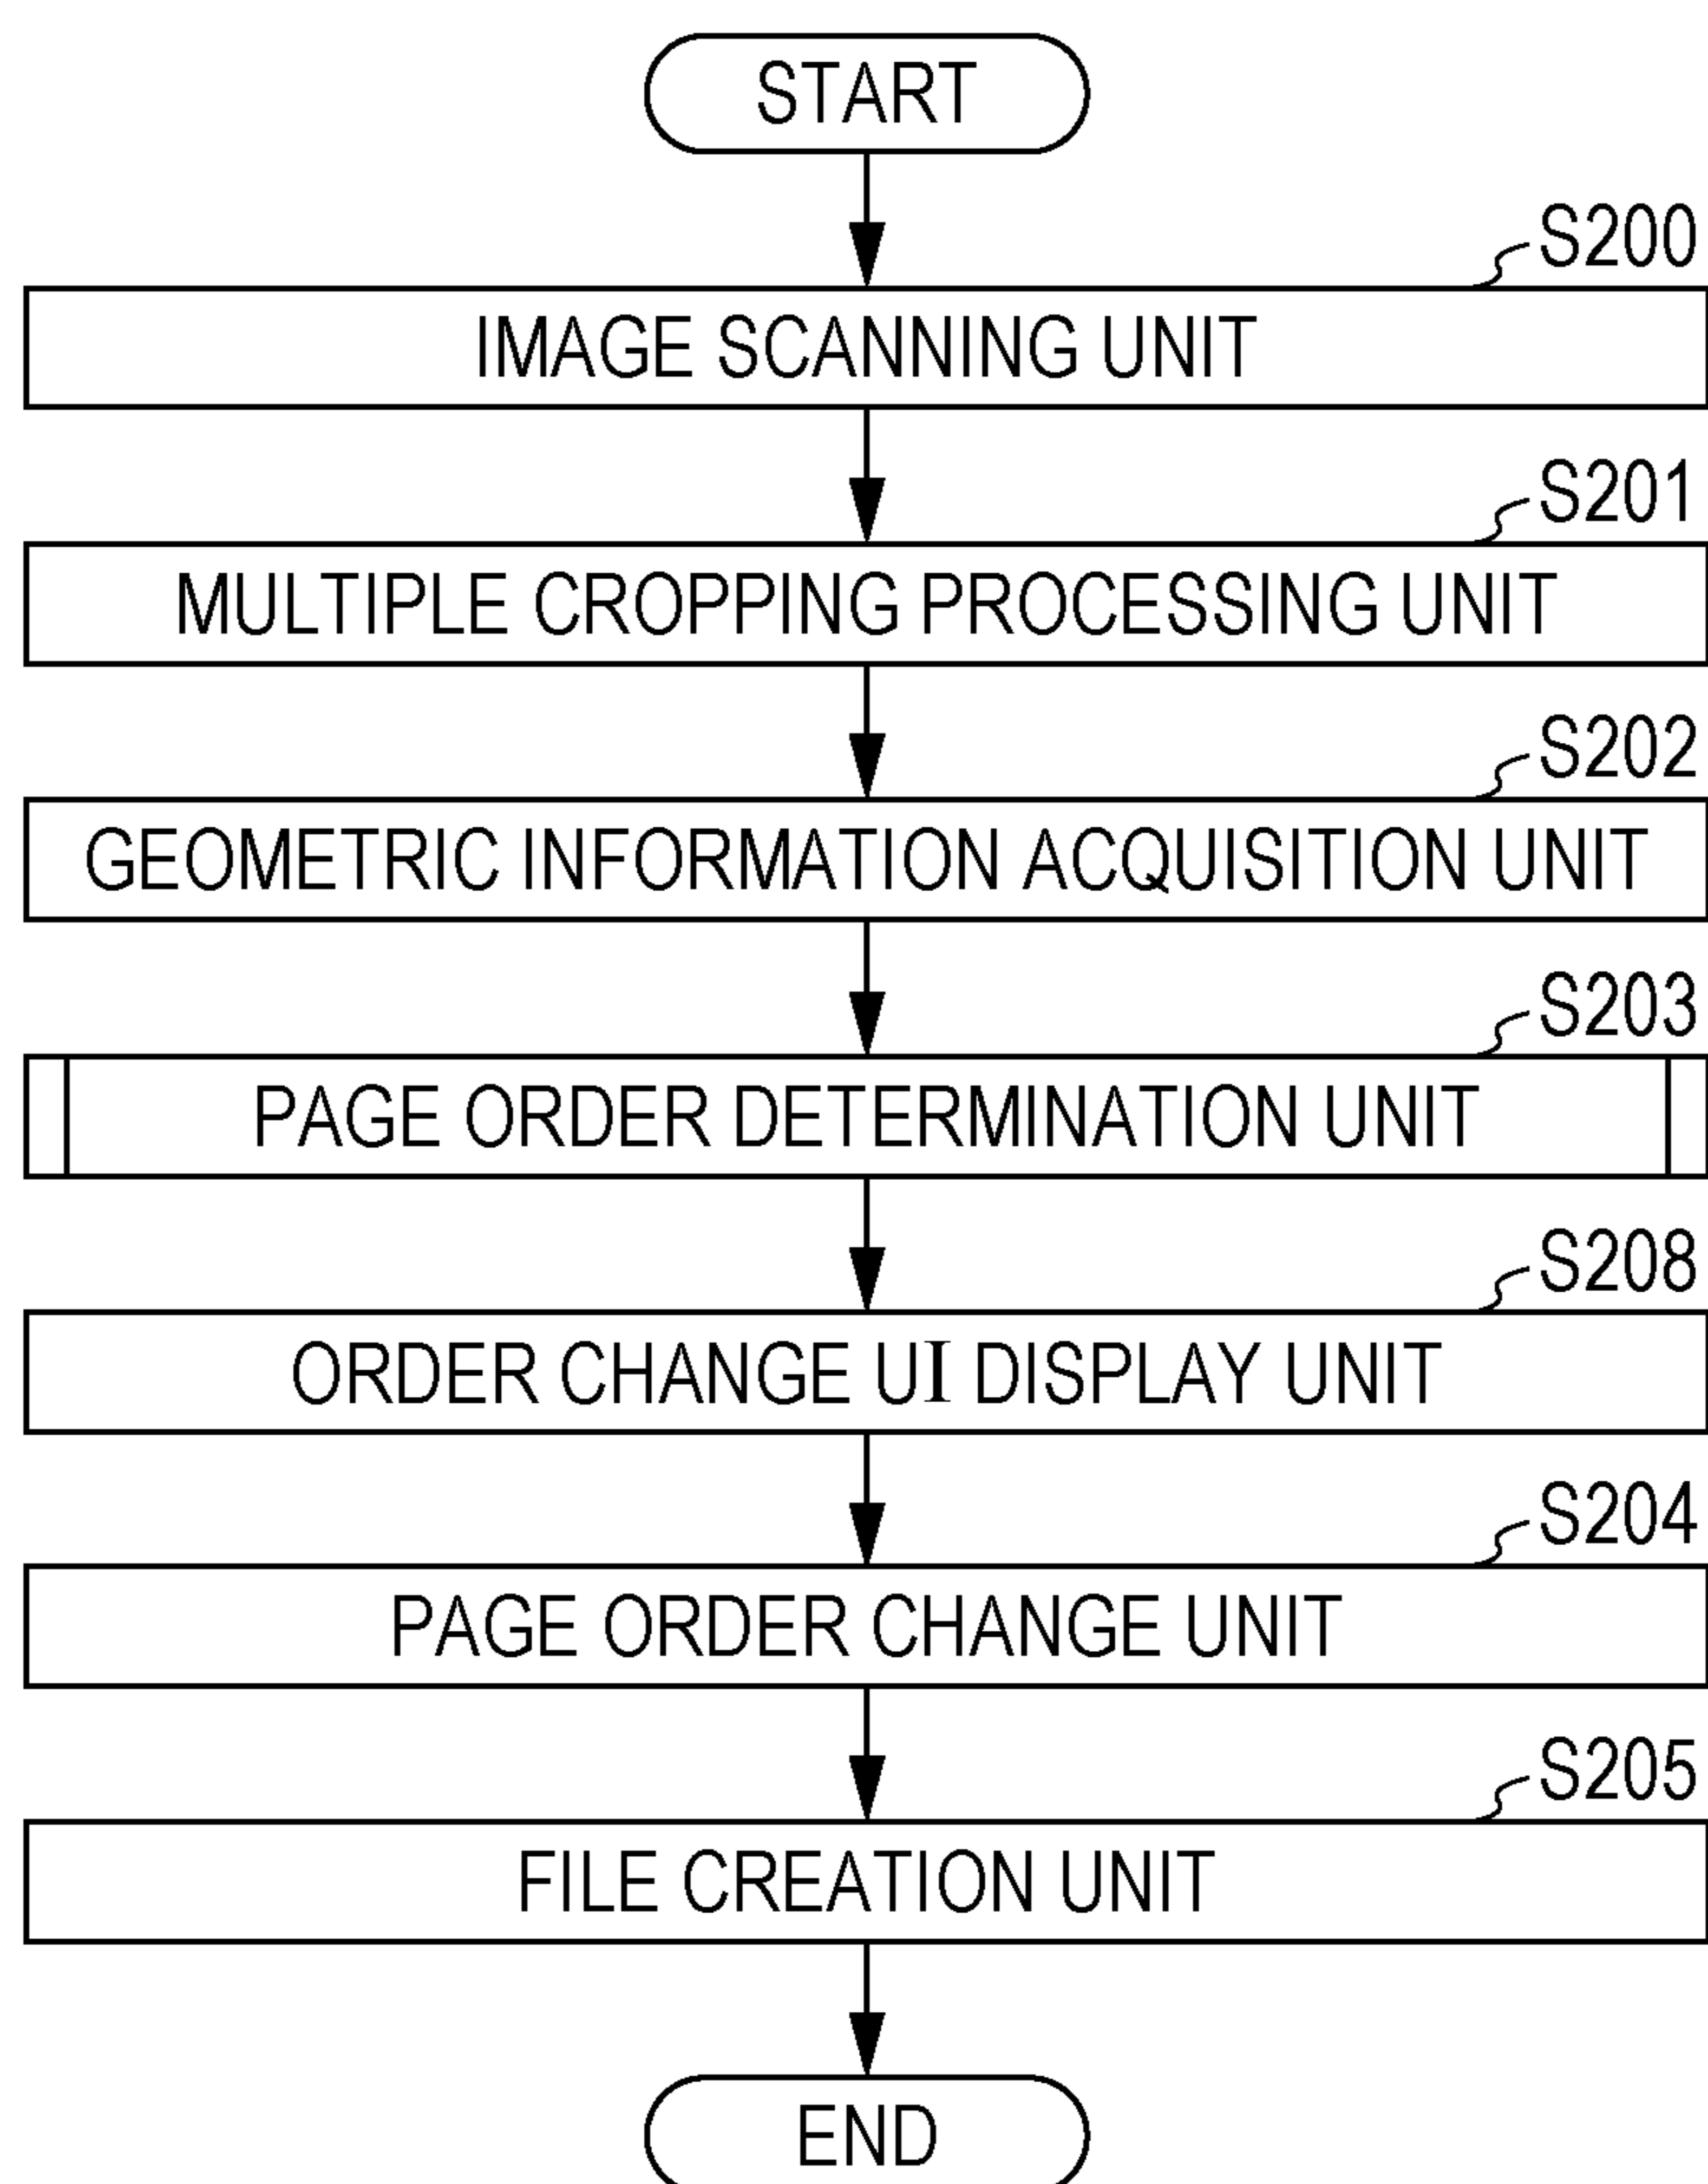 START
S200
IMAGE SCANNING UNIT
S201
MULTIPLE CROPPING PROCESSING UNIT
S202
GEOMETRIC INFORMATION ACQUISITION UNIT
S203
PAGE ORDER DETERMINATION UNIT
S208
ORDER CHANGE UI DISPLAY UNIT
S204
PAGE ORDER CHANGE UNIT
S205
FILE CREATION UNIT
END